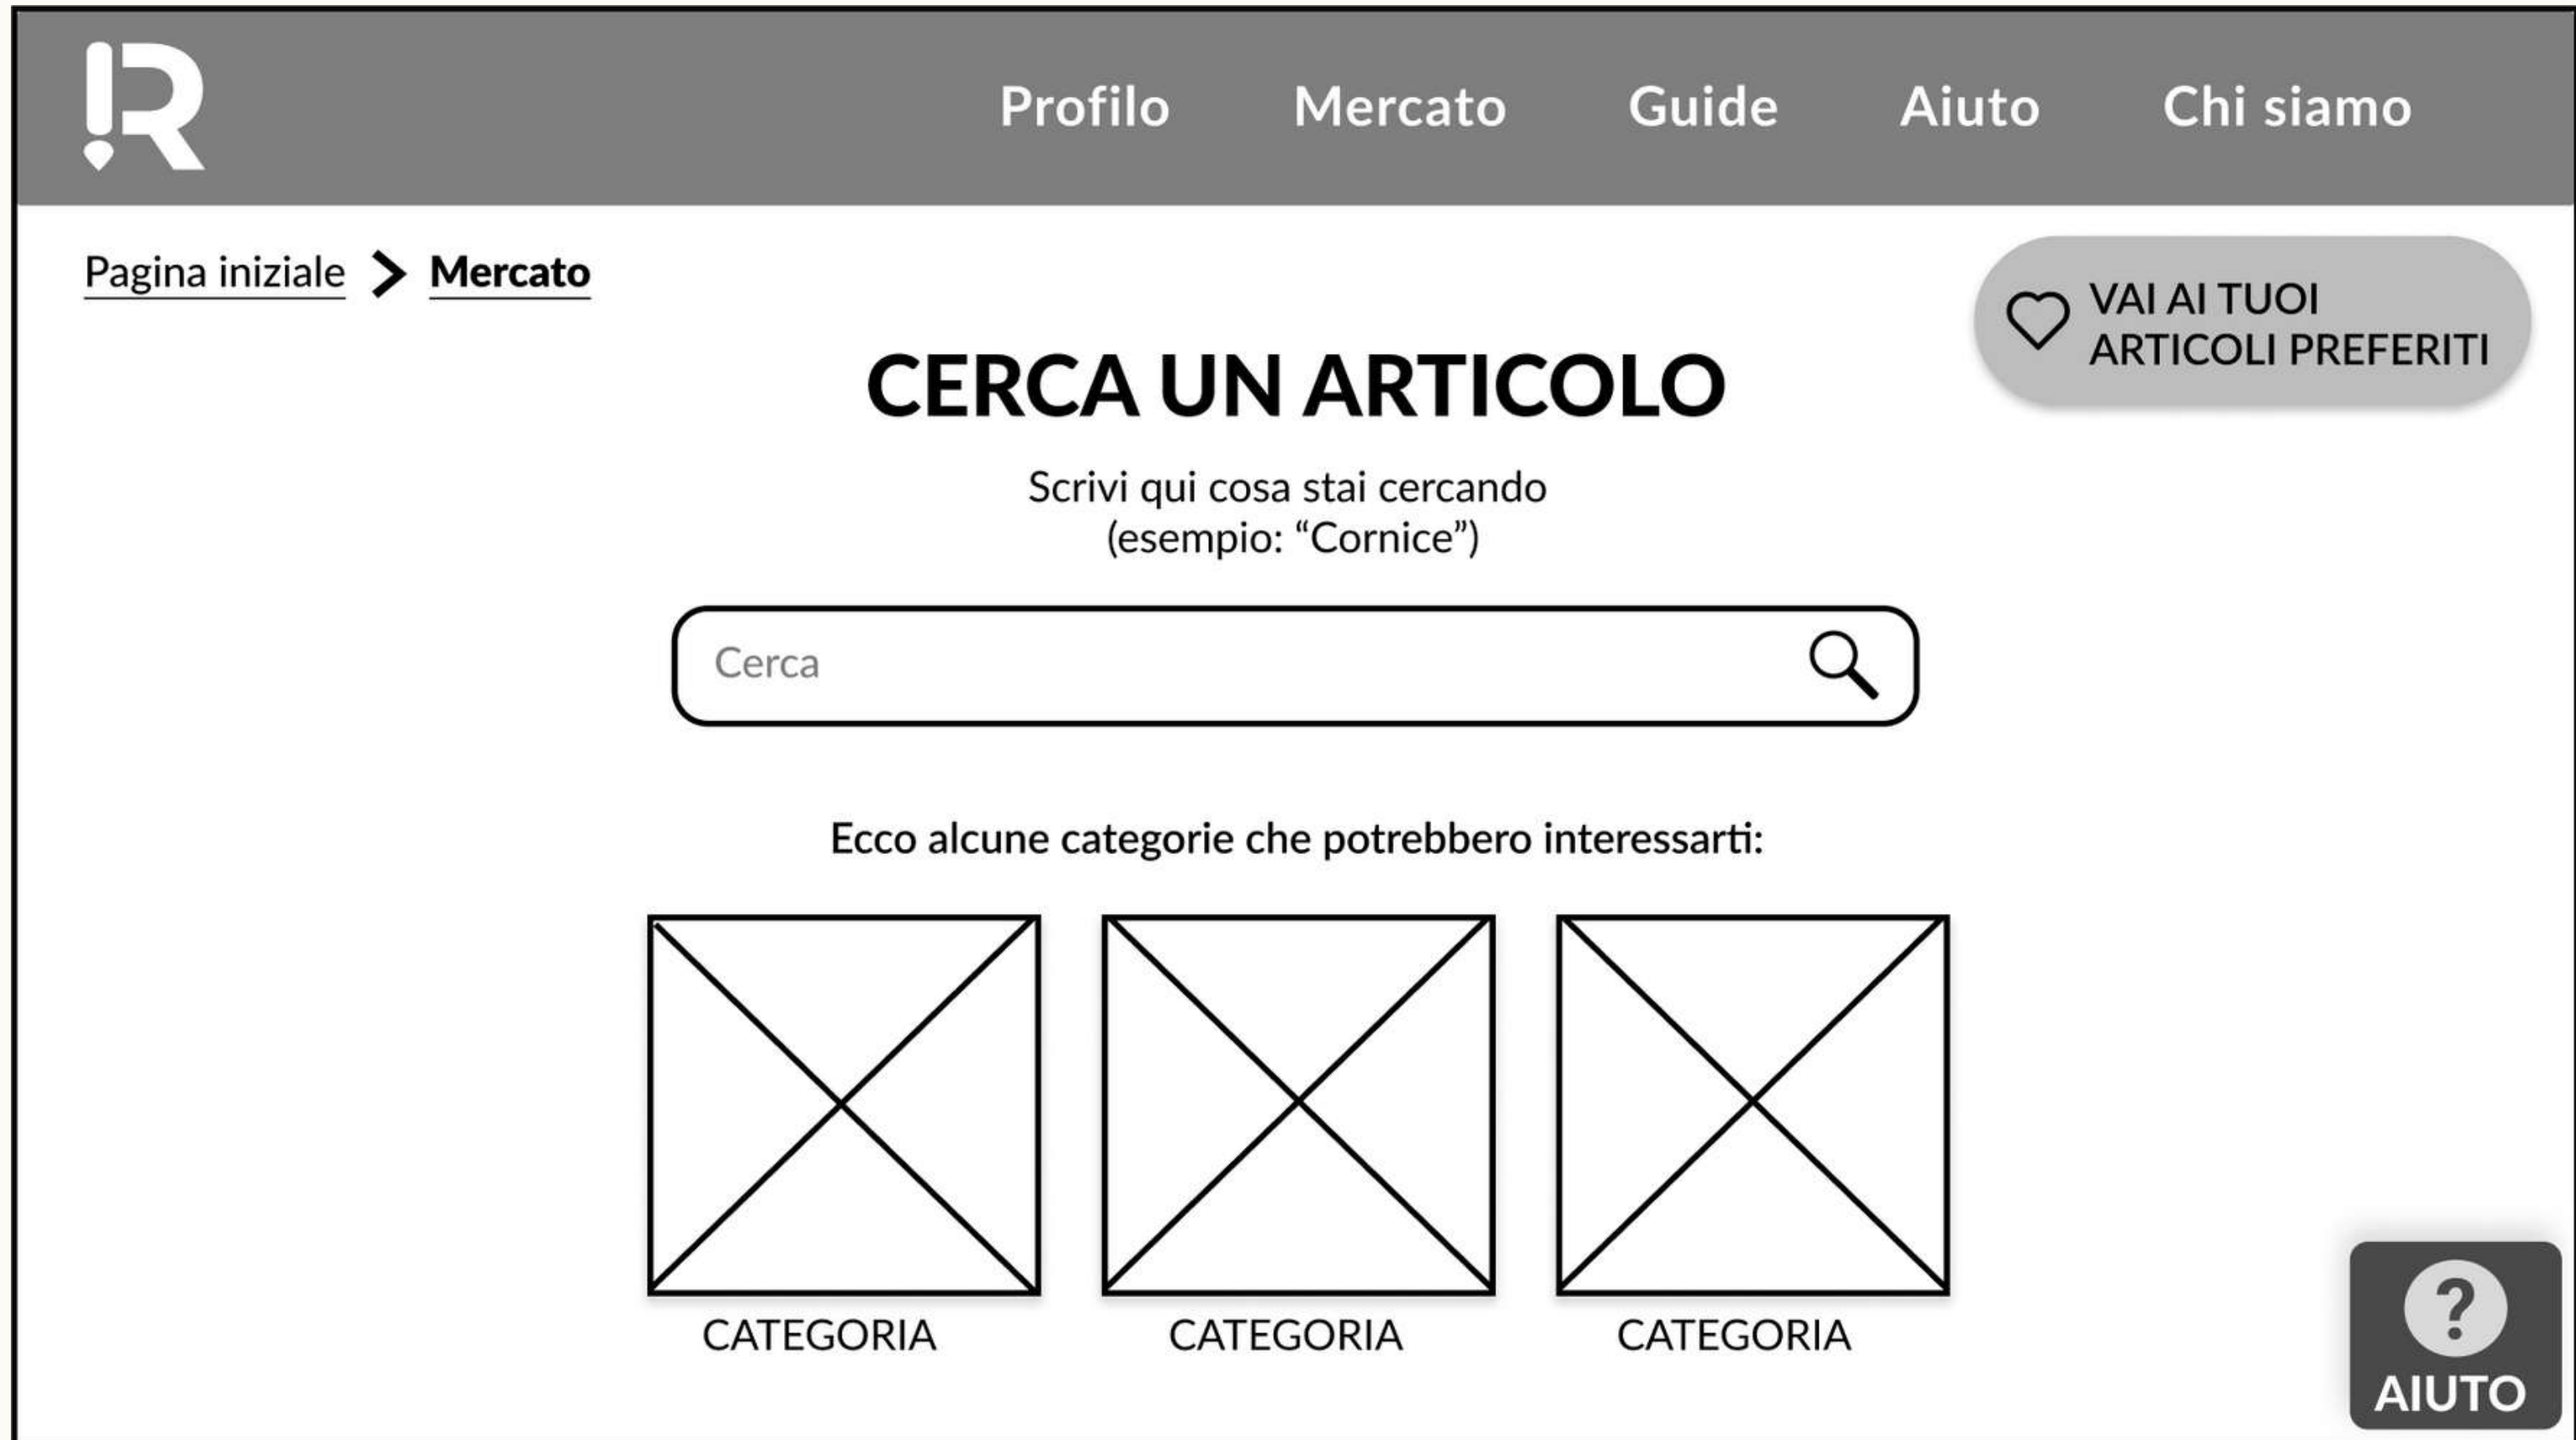 R
Profilo Mercato Guide Aiuto Chi siamo
Pagina iniziale > Mercato
VAI AI TUOI
ARTICOLI PREFERITI
CERCA UN ARTICOLO
Scrivi qui cosa stai cercando
(esempio: “Cornice”)
Cerca
Ecco alcune categorie che potrebbero interessarti:
CATEGORIA CATEGORIA CATEGORIA
?
AIUTO